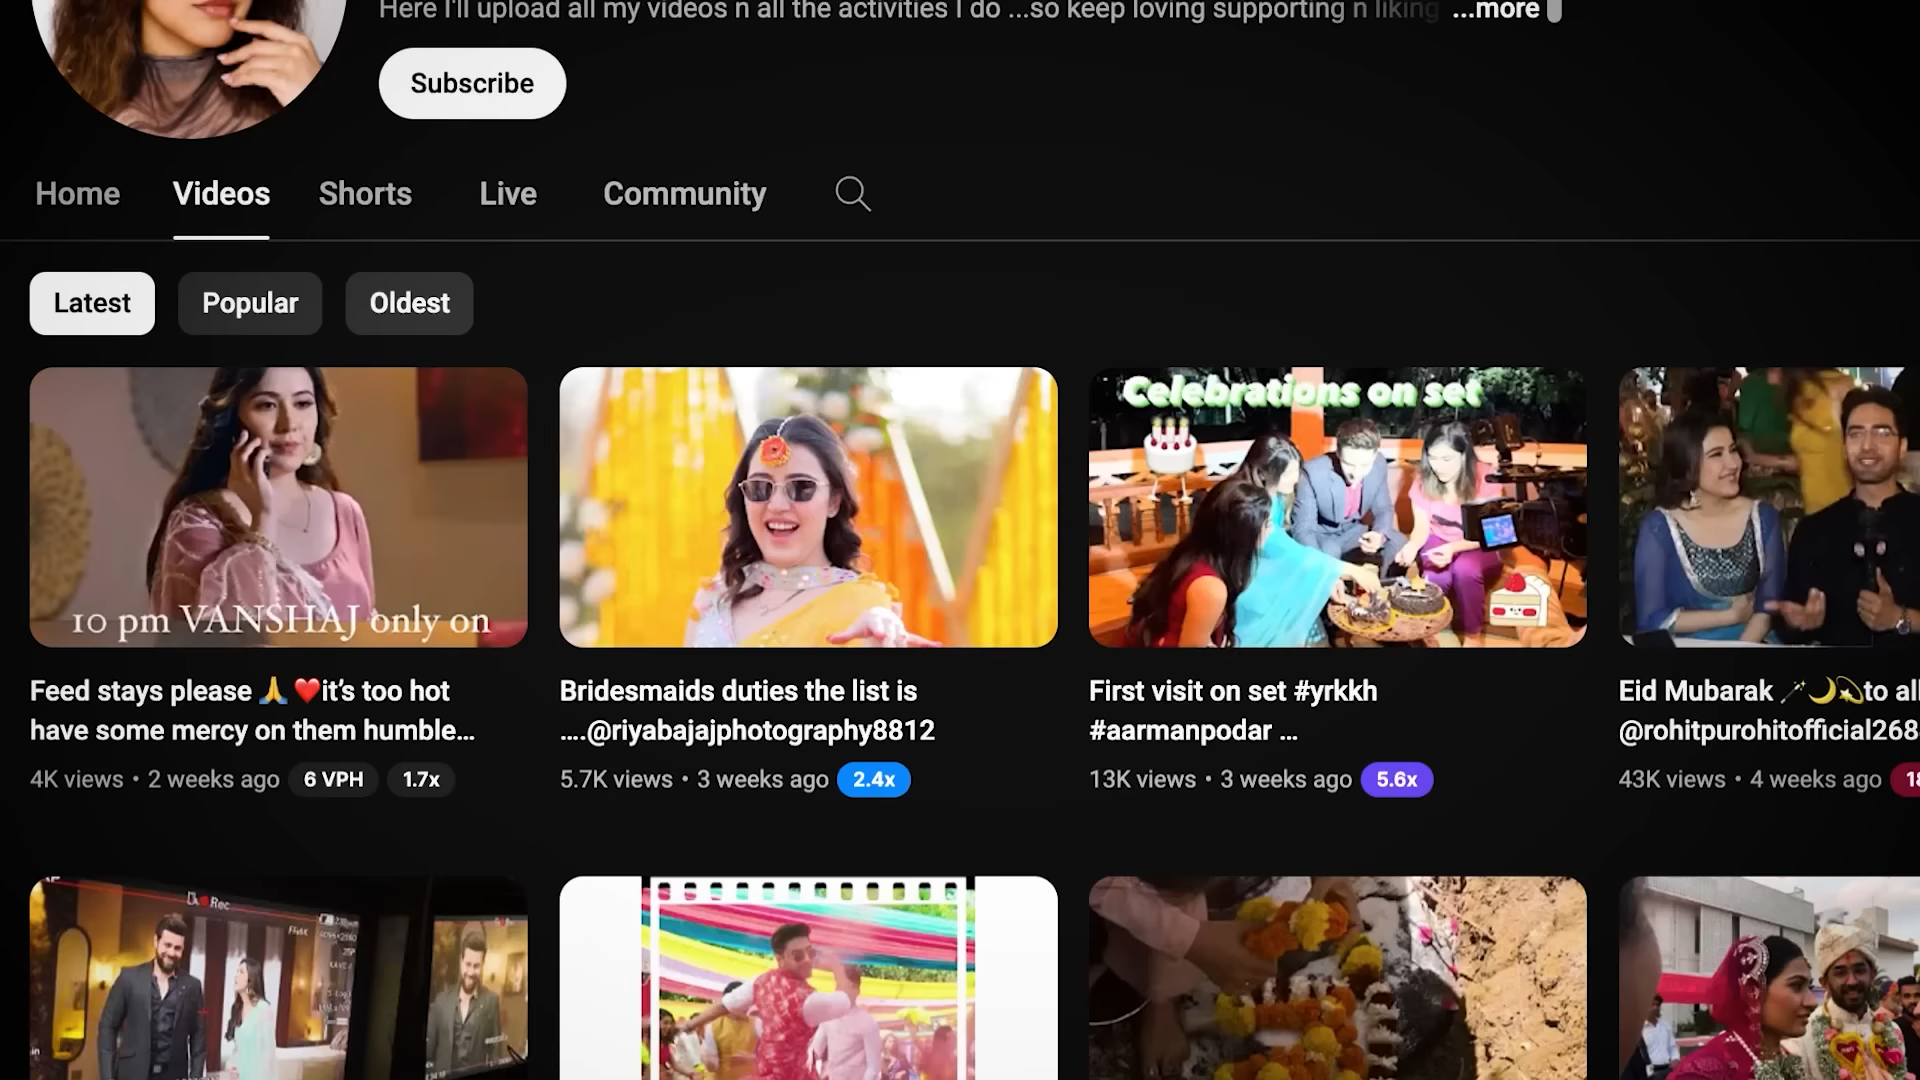 Here I'll upload all my videos n all the activities I do ...so keep loving supporting n liking ...more
Subscribe
Home Videos Shorts Live Community
Latest Popular Oldest
Celebrations on set
10 pm VANSHAJ only on
Feed stays please 🙏 ❤️it's too hot
have some mercy on them humble...
4K views • 2 weeks ago 6 VPH 1.7x
Bridesmaids duties the list is
....@riyabajajphotography8812
5.7K views • 3 weeks ago 2.4x
First visit on set #yrkkh
#aarmanpodar ...
13K views • 3 weeks ago 5.6x
Eid Mubarak 🪄🌙💫to all
@rohitpurohitofficial268
43K views • 4 weeks ago 18
Rec